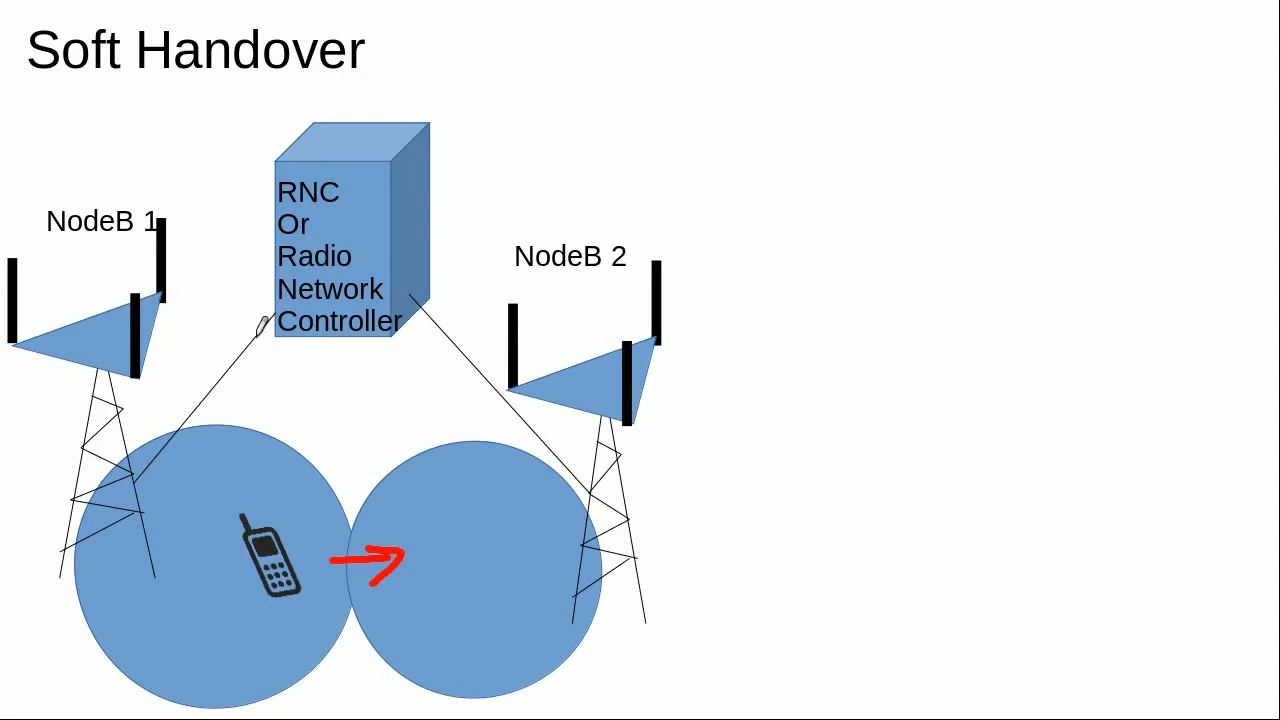 Soft Handover
RNC
Or
Radio
Network
Controller
NodeB 1
NodeB 2